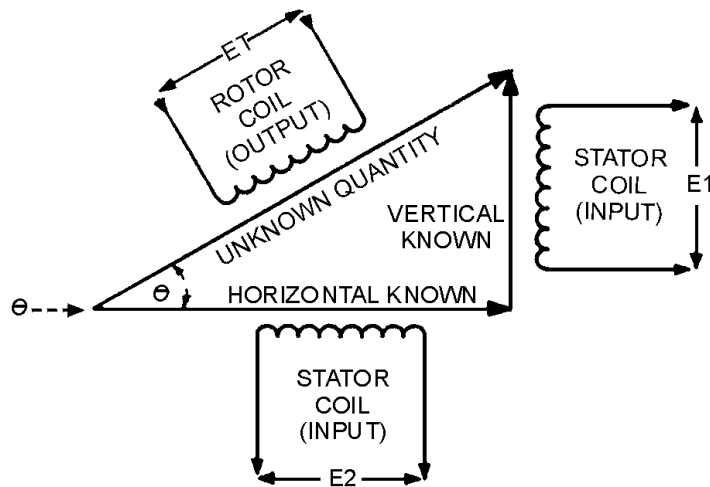 ET
ROTOR
COIL
(OUTPUT)
UNKNOWN QUANTITY
VERTICAL
KNOWN
STATOR
COIL
(INPUT)
E1
θ
θ
HORIZONTAL KNOWN
STATOR
COIL
(INPUT)
E2